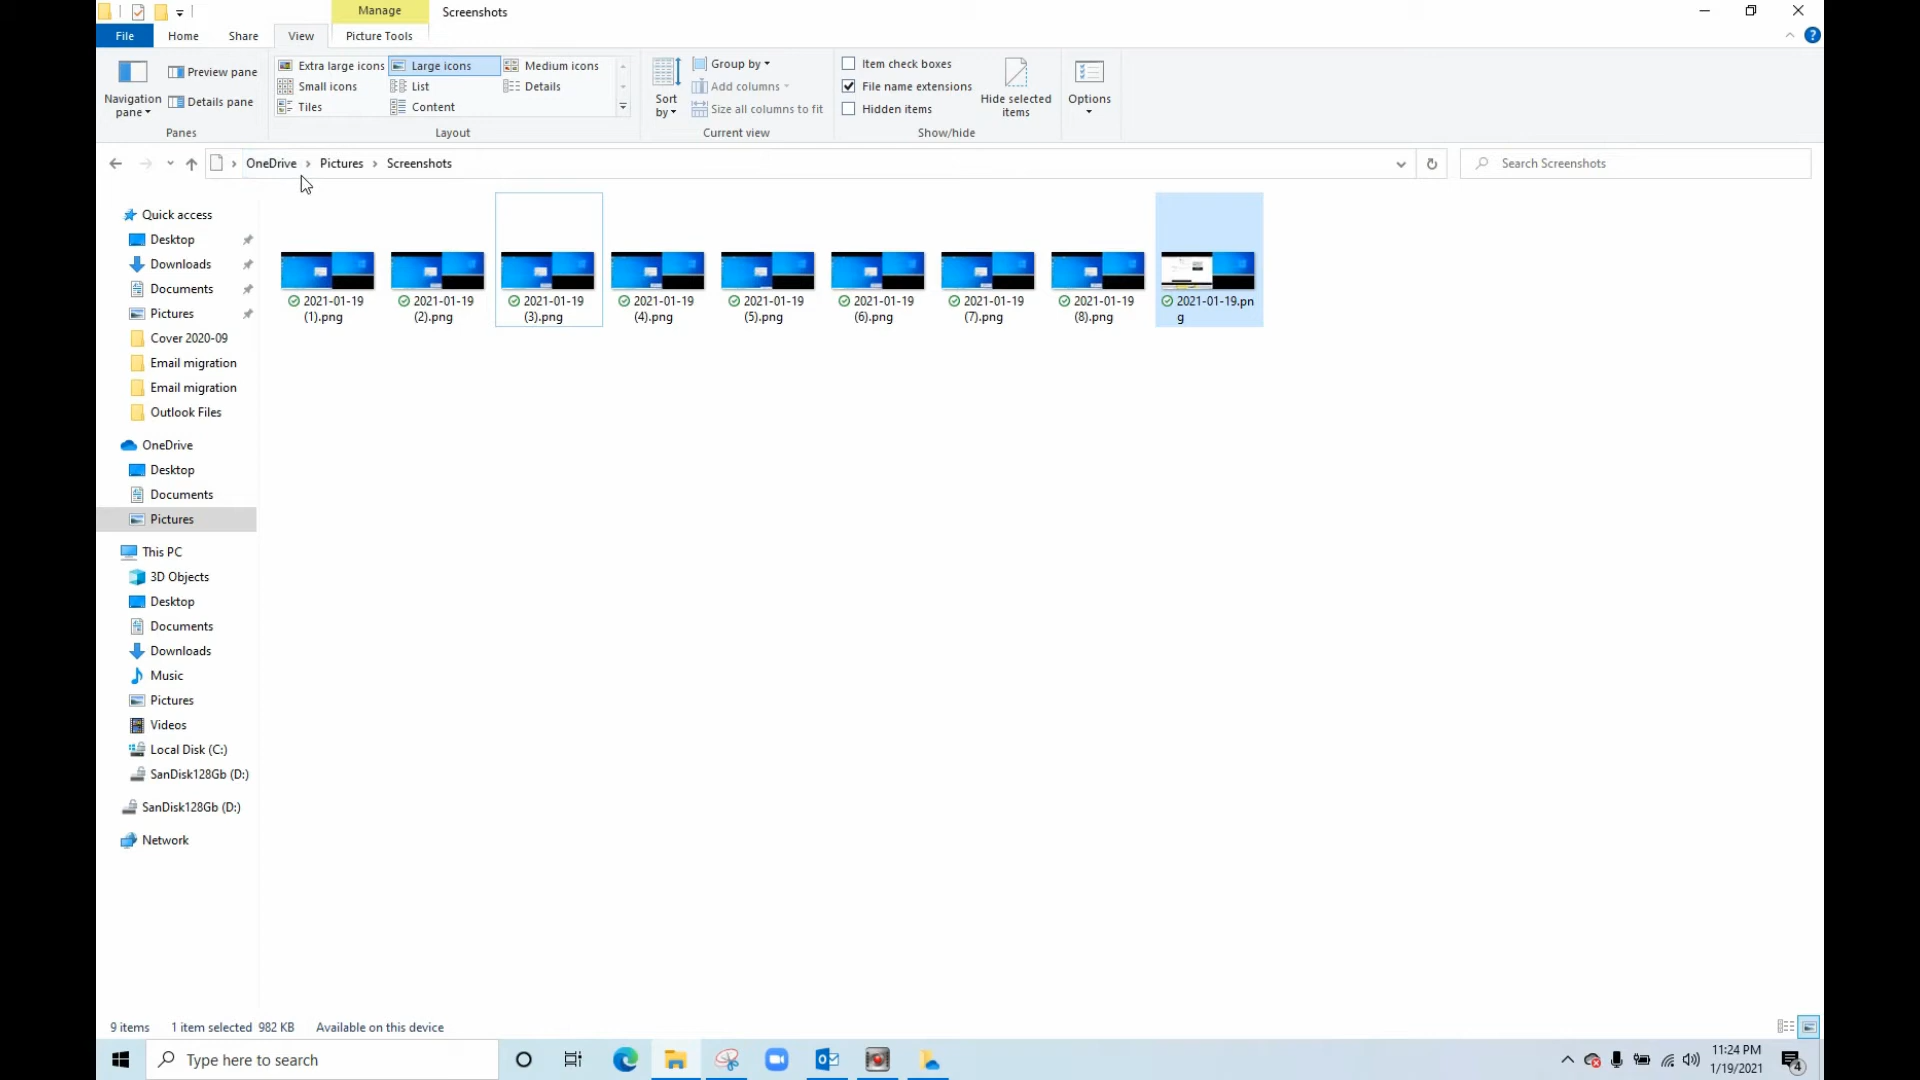 Manage
Screenshots
File
Home
Share
View
Picture Tools
Navigation
pane
Preview pane
Details pane
Panes
Extra large icons
Large icons
Medium icons
Small icons
List
Details
Tiles
Content
Layout
Sort
by
Group by
Add columns
Size all columns to fit
Current view
Item check boxes
File name extensions
Hidden items
Hide selected
items
Show/hide
Options
OneDrive
Pictures
Screenshots
Search Screenshots
Quick access
Desktop
Downloads
Documents
Pictures
Cover 2020-09
Email migration
Email migration
Outlook Files
OneDrive
Desktop
Documents
Pictures
This PC
3D Objects
Desktop
Documents
Downloads
Music
Pictures
Videos
Local Disk (C:)
SanDisk128Gb (D:)
SanDisk128Gb (D:)
Network
2021-01-19
(1).png
2021-01-19
(2).png
2021-01-19
(3).png
2021-01-19
(4).png
2021-01-19
(5).png
2021-01-19
(6).png
2021-01-19
(7).png
2021-01-19
(8).png
2021-01-19.pn
g
9 items
1 item selected 982 KB
Available on this device
Type here to search
11:24 PM
1/19/2021
4